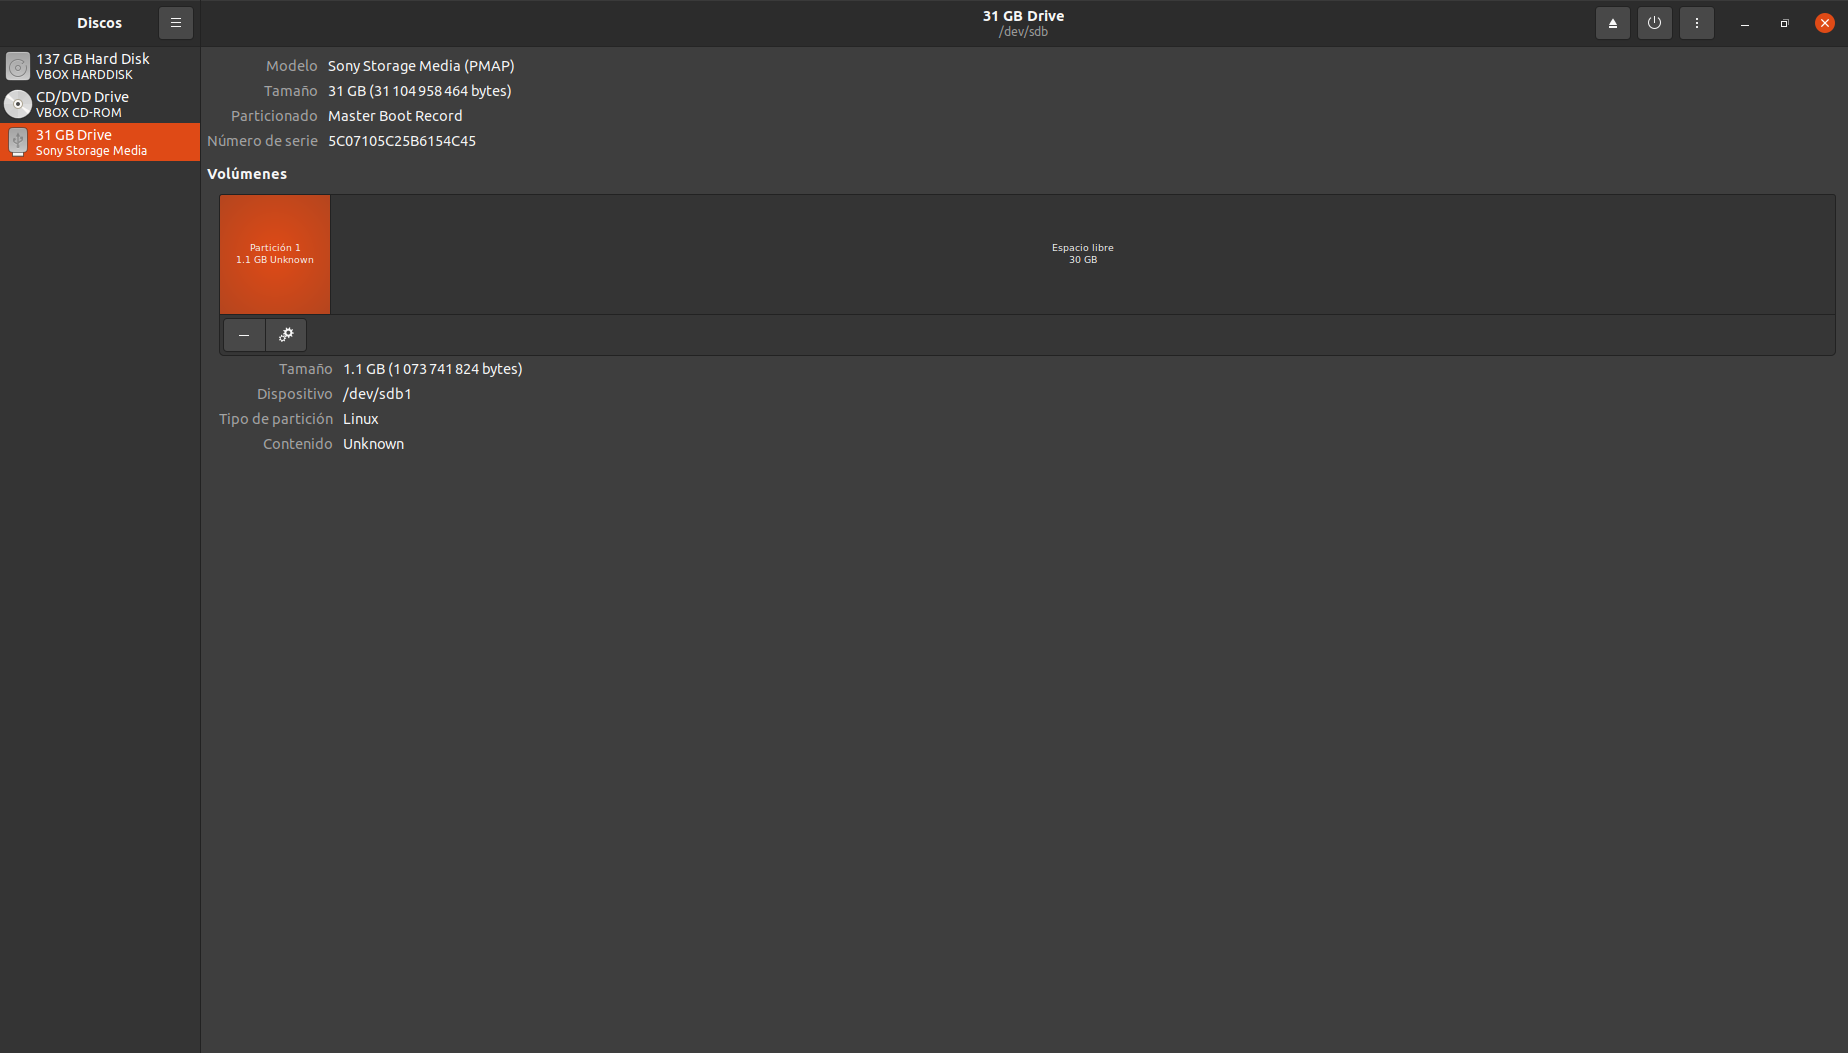 Discos
31 GB Drive
/dev/sdb
137 GB Hard Disk
VBOX HARDDISK
CD/DVD Drive
VBOX CD-ROM
31 GB Drive
Sony Storage Media
Modelo Sony Storage Media (PMAP)
Tamaño 31 GB (31 104 958 464 bytes)
Particionado Master Boot Record
Número de serie 5C07105C25B6154C45
Volúmenes
Partición 1
1.1 GB Unknown
Espacio libre
30 GB
Tamaño 1.1 GB (1 073 741 824 bytes)
Dispositivo /dev/sdb1
Tipo de partición Linux
Contenido Unknown